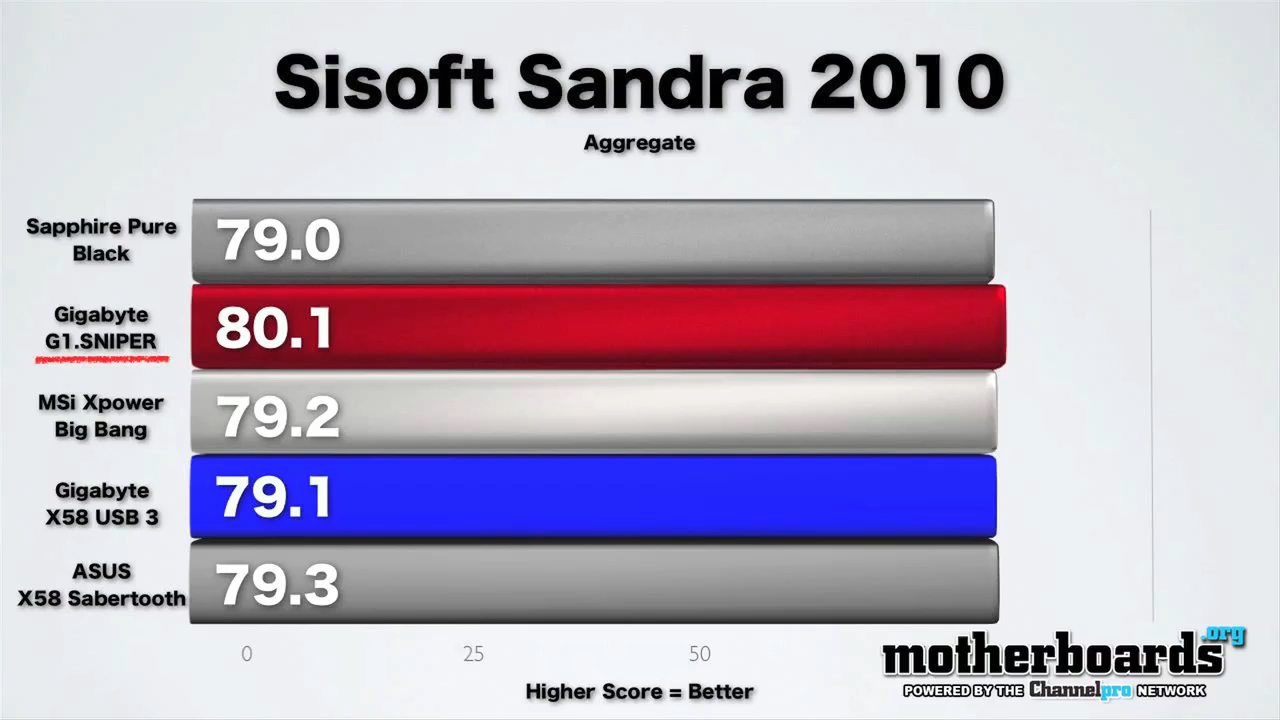 Sisoft Sandra 2010
Aggregate
Sapphire Pure
Black
79.0
Gigabyte
G1.SNIPER
80.1
MSi Xpower
Big Bang
79.2
Gigabyte
X58 USB 3
79.1
ASUS
X58 Sabertooth
79.3
0 25 50
Higher Score = Better
motherboards.org
POWERED BY THE Channelpro NETWORK